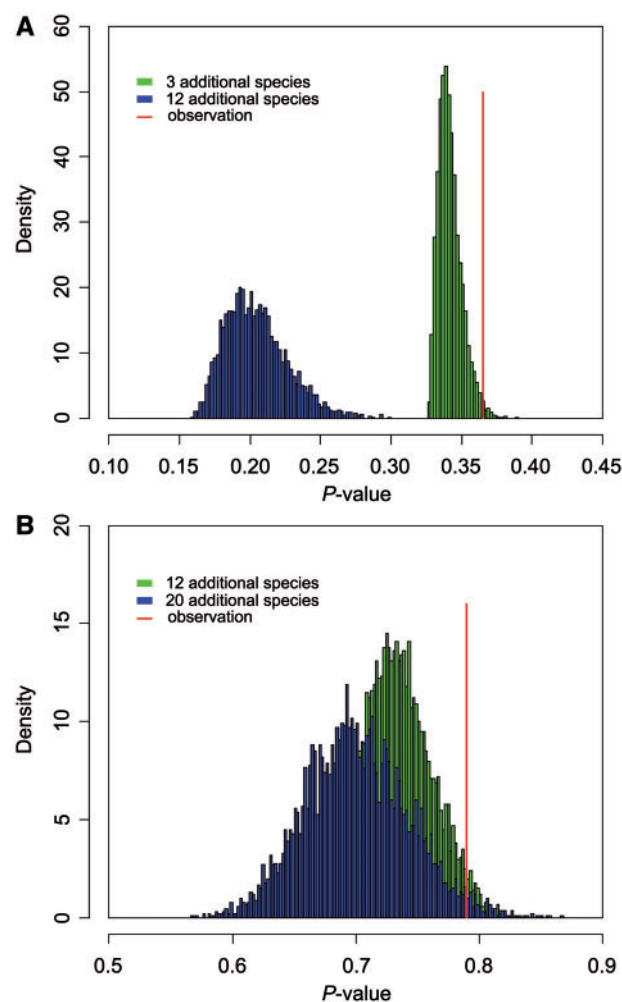 A
60
50
40
30
20
10
0
Density
3 additional species
12 additional species
observation
0.10 0.15 0.20 0.25 0.30 0.35 0.40 0.45
P-value
B
20
15
10
5
0
Density
12 additional species
20 additional species
observation
0.5 0.6 0.7 0.8 0.9
P-value